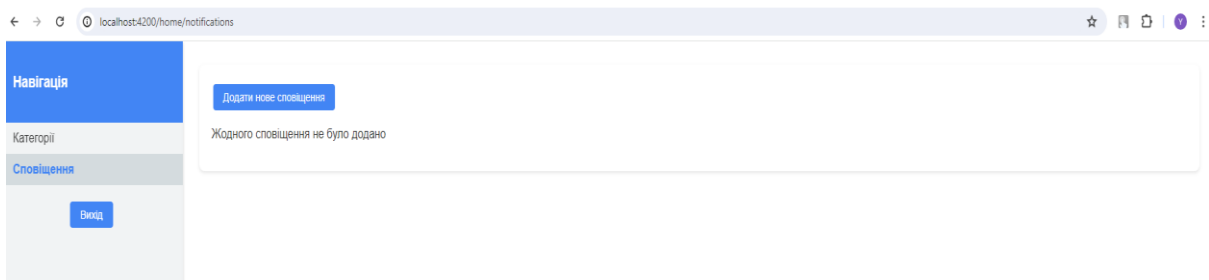 localhost:4200/home/notifications
Y
Навігація
Категорії
Сповіщення
Вихід
Додати нове сповіщення
Жодного сповіщення не було додано